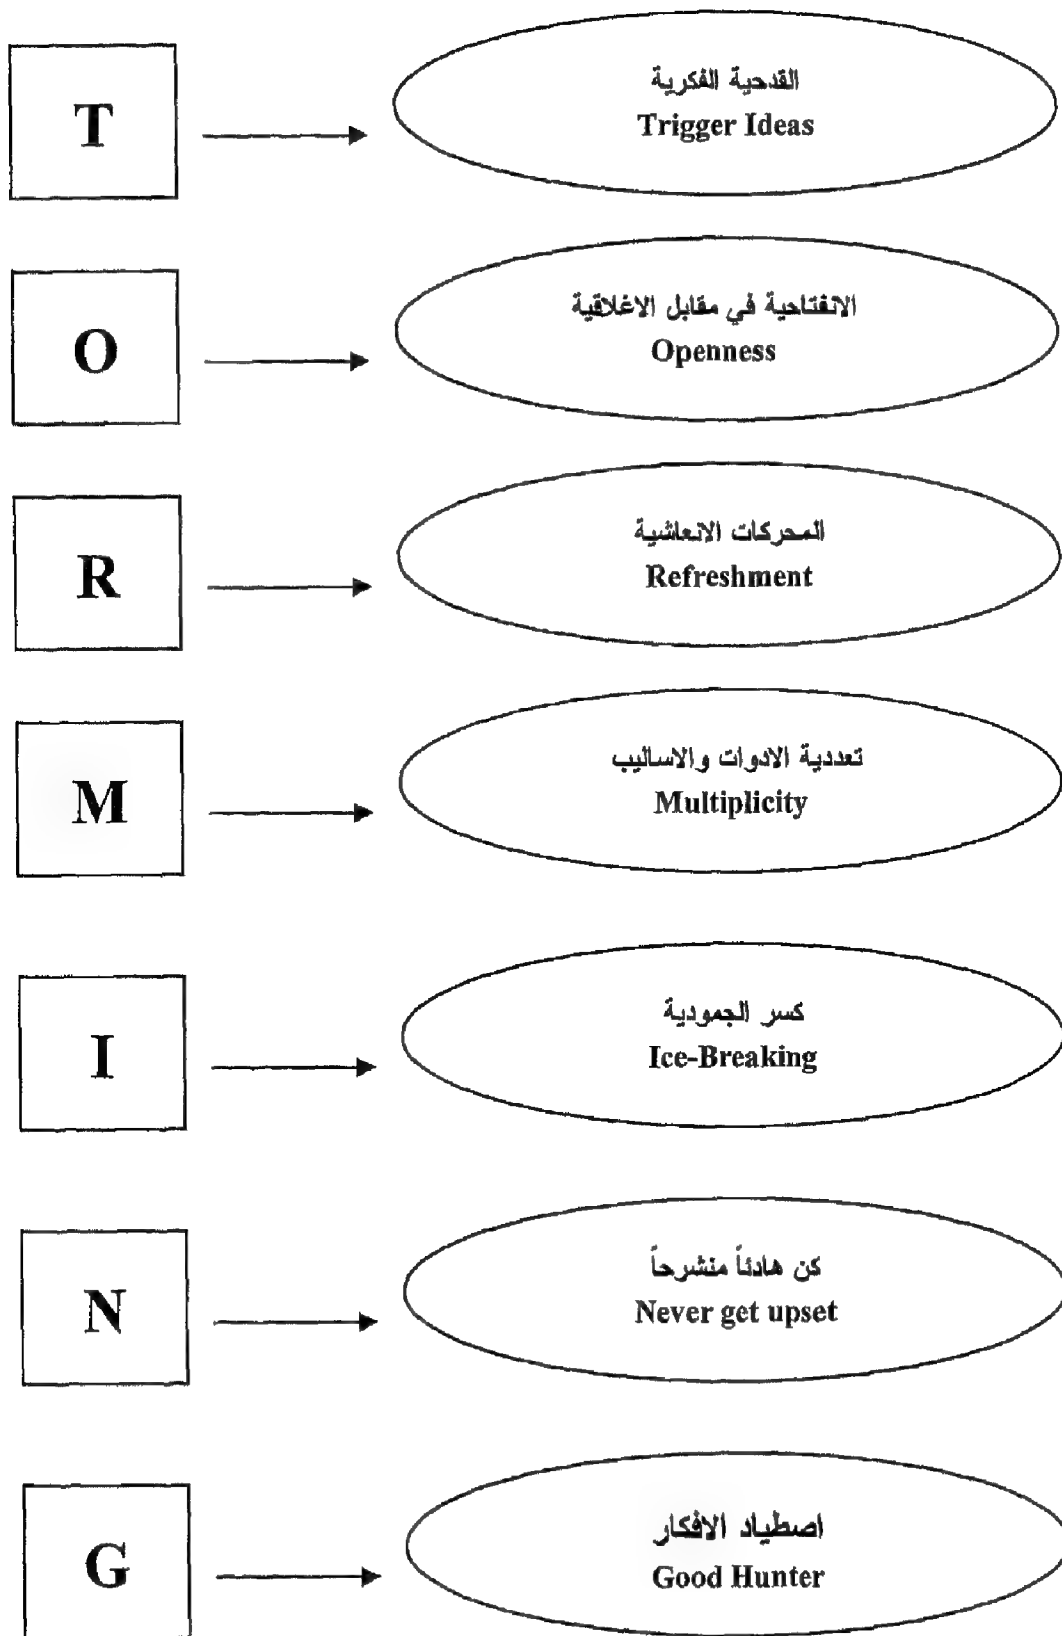 T
القدحية الفكرية
Trigger Ideas
O
الانفتاحية في مقابل الاغلاقية
Openness
R
المحركات الانعاشية
Refreshment
M
تعددية الادوات والاساليب
Multiplicity
I
كسر الجمودية
Ice-Breaking
N
كن هادئاً منشرحاً
Never get upset
G
اصطياد الافكار
Good Hunter